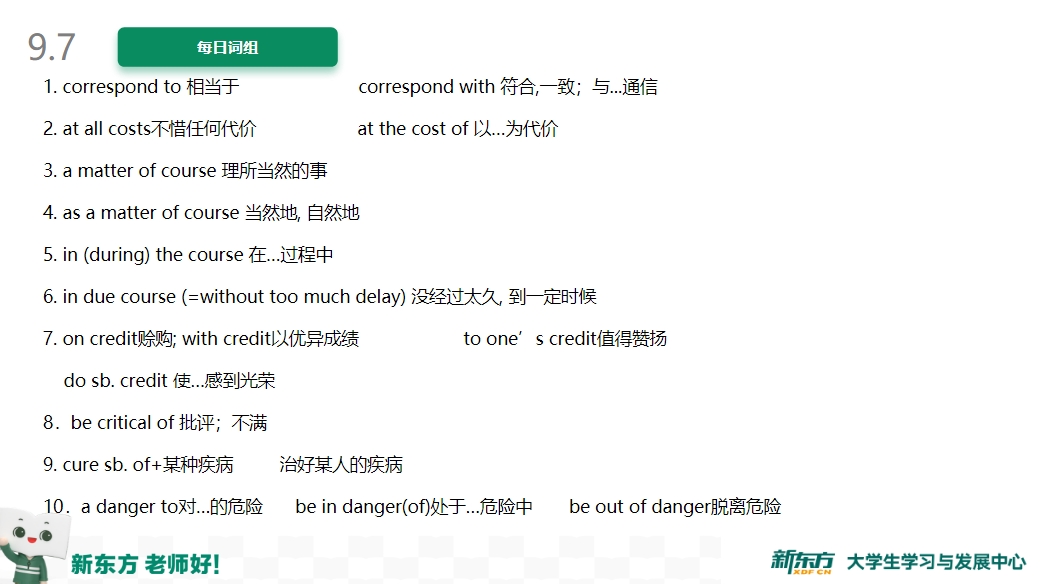 9.7 每日词组
1. correspond to 相当于 correspond with 符合,一致；与...通信
2. at all costs不惜任何代价 at the cost of 以...为代价
3. a matter of course 理所当然的事
4. as a matter of course 当然地, 自然地
5. in (during) the course 在...过程中
6. in due course (=without too much delay) 没经过太久, 到一定时候
7. on credit赊购; with credit以优异成绩 to one’s credit值得赞扬
do sb. credit 使...感到光荣
8．be critical of 批评；不满
9. cure sb. of+某种疾病 治好某人的疾病
10．a danger to对...的危险 be in danger(of)处于...危险中 be out of danger脱离危险
新东方 老师好! 新东方 XDF.CN 大学生学习与发展中心